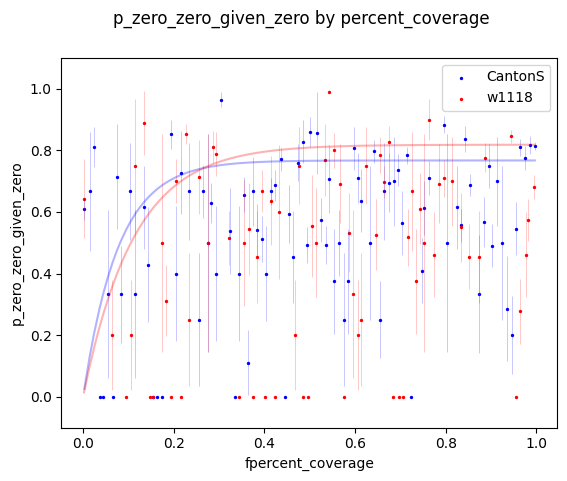 p_zero_zero_given_zero by percent_coverage
CantonS
w1118
p_zero_zero_given_zero
1.0
0.8
0.6
0.4
0.2
0.0
0.0 0.2 0.4 0.6 0.8 1.0
fpercent_coverage